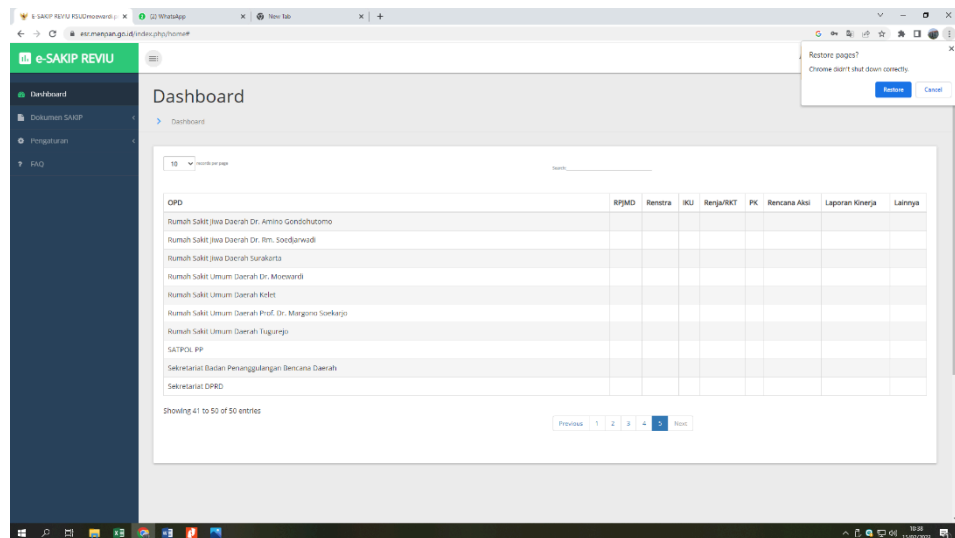 e-SAKIP REVIU RSUDmoewardi
(2) WhatsApp
New Tab
esr.menpan.go.id/index.php/home#
e-SAKIP REVIU
Restore pages?
Chrome didn't shut down correctly.
Restore Cancel
Dashboard
Dokumen SAKIP
Pengaturan
FAQ
Dashboard
Dashboard
10 records per page
Search:
OPD RPJMD Renstra IKU Renja/RKT PK Rencana Aksi Laporan Kinerja Lainnya
Rumah Sakit Jiwa Daerah Dr. Amino Gondohutomo
Rumah Sakit Jiwa Daerah Dr. Rm. Soedjarwadi
Rumah Sakit Jiwa Daerah Surakarta
Rumah Sakit Umum Daerah Dr. Moewardi
Rumah Sakit Umum Daerah Kelet
Rumah Sakit Umum Daerah Prof. Dr. Margono Soekarjo
Rumah Sakit Umum Daerah Tugurejo
SATPOL PP
Sekretariat Badan Penanggulangan Bencana Daerah
Sekretariat DPRD
Showing 41 to 50 of 50 entries
Previous 1 2 3 4 5 Next
10:38